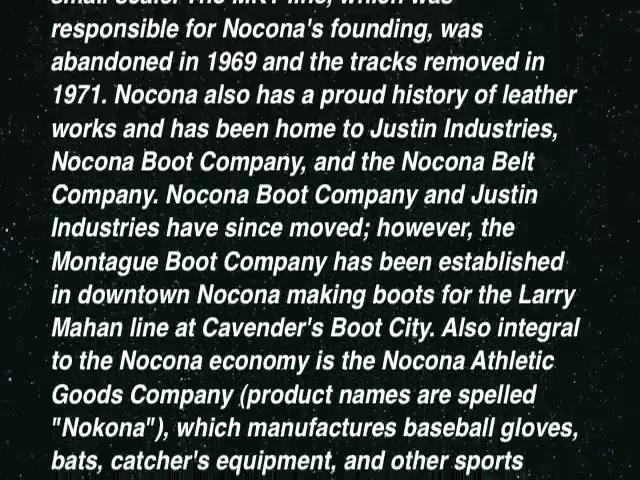 small scale. The MKT line, which was
responsible for Nocona's founding, was
abandoned in 1969 and the tracks removed in
1971. Nocona also has a proud history of leather
works and has been home to Justin Industries,
Nocona Boot Company, and the Nocona Belt
Company. Nocona Boot Company and Justin
Industries have since moved; however, the
Montague Boot Company has been established
in downtown Nocona making boots for the Larry
Mahan line at Cavender's Boot City. Also integral
to the Nocona economy is the Nocona Athletic
Goods Company (product names are spelled
"Nokona"), which manufactures baseball gloves,
bats, catcher's equipment, and other sports